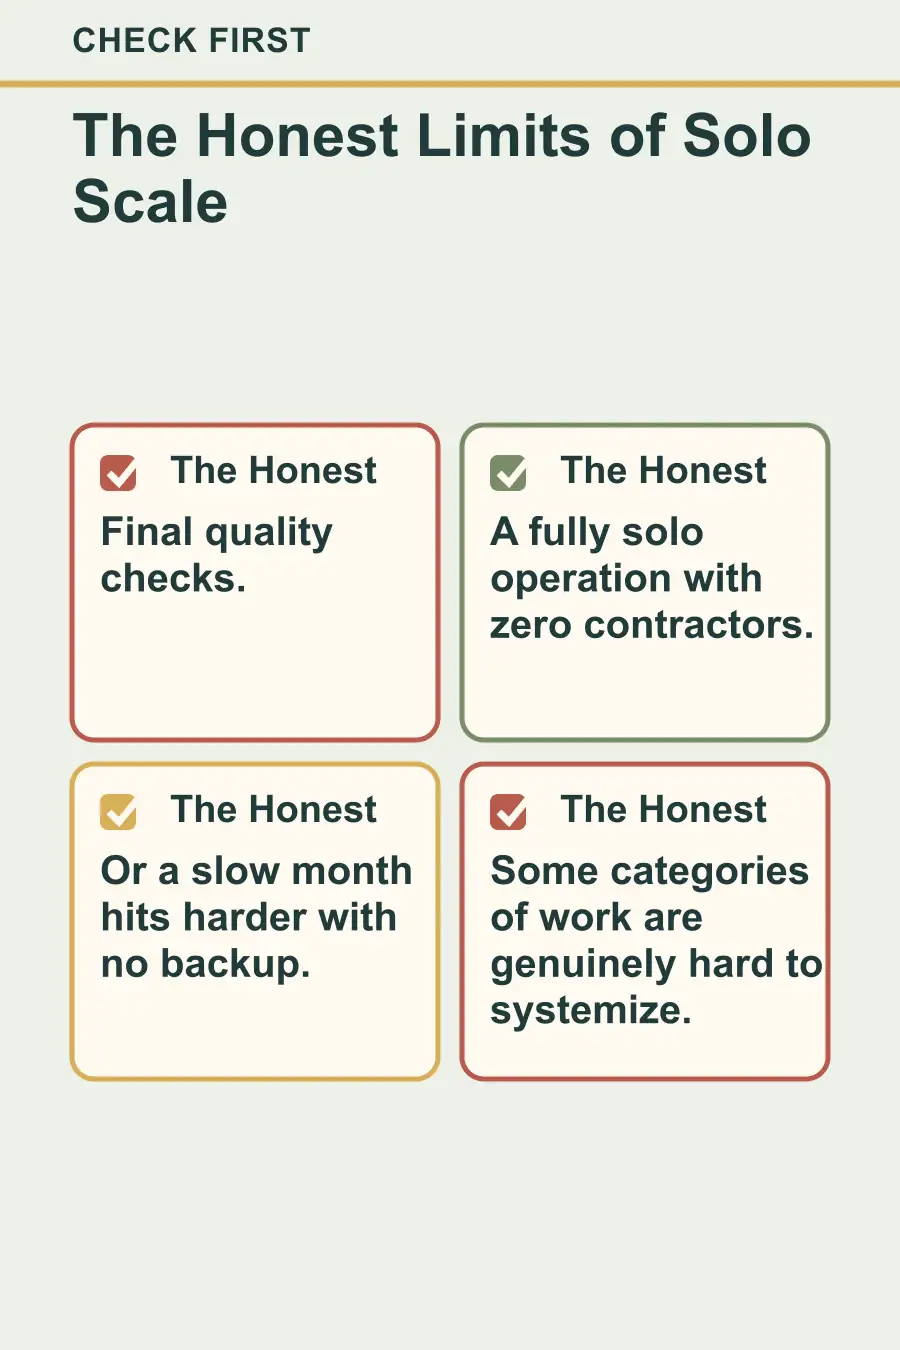 CHECK FIRST
The Honest Limits of Solo
Scale
The Honest
Final quality
checks.
The Honest
A fully solo
operation with
zero contractors.
The Honest
Or a slow month
hits harder with
no backup.
The Honest
Some categories
of work are
genuinely hard to
systemize.